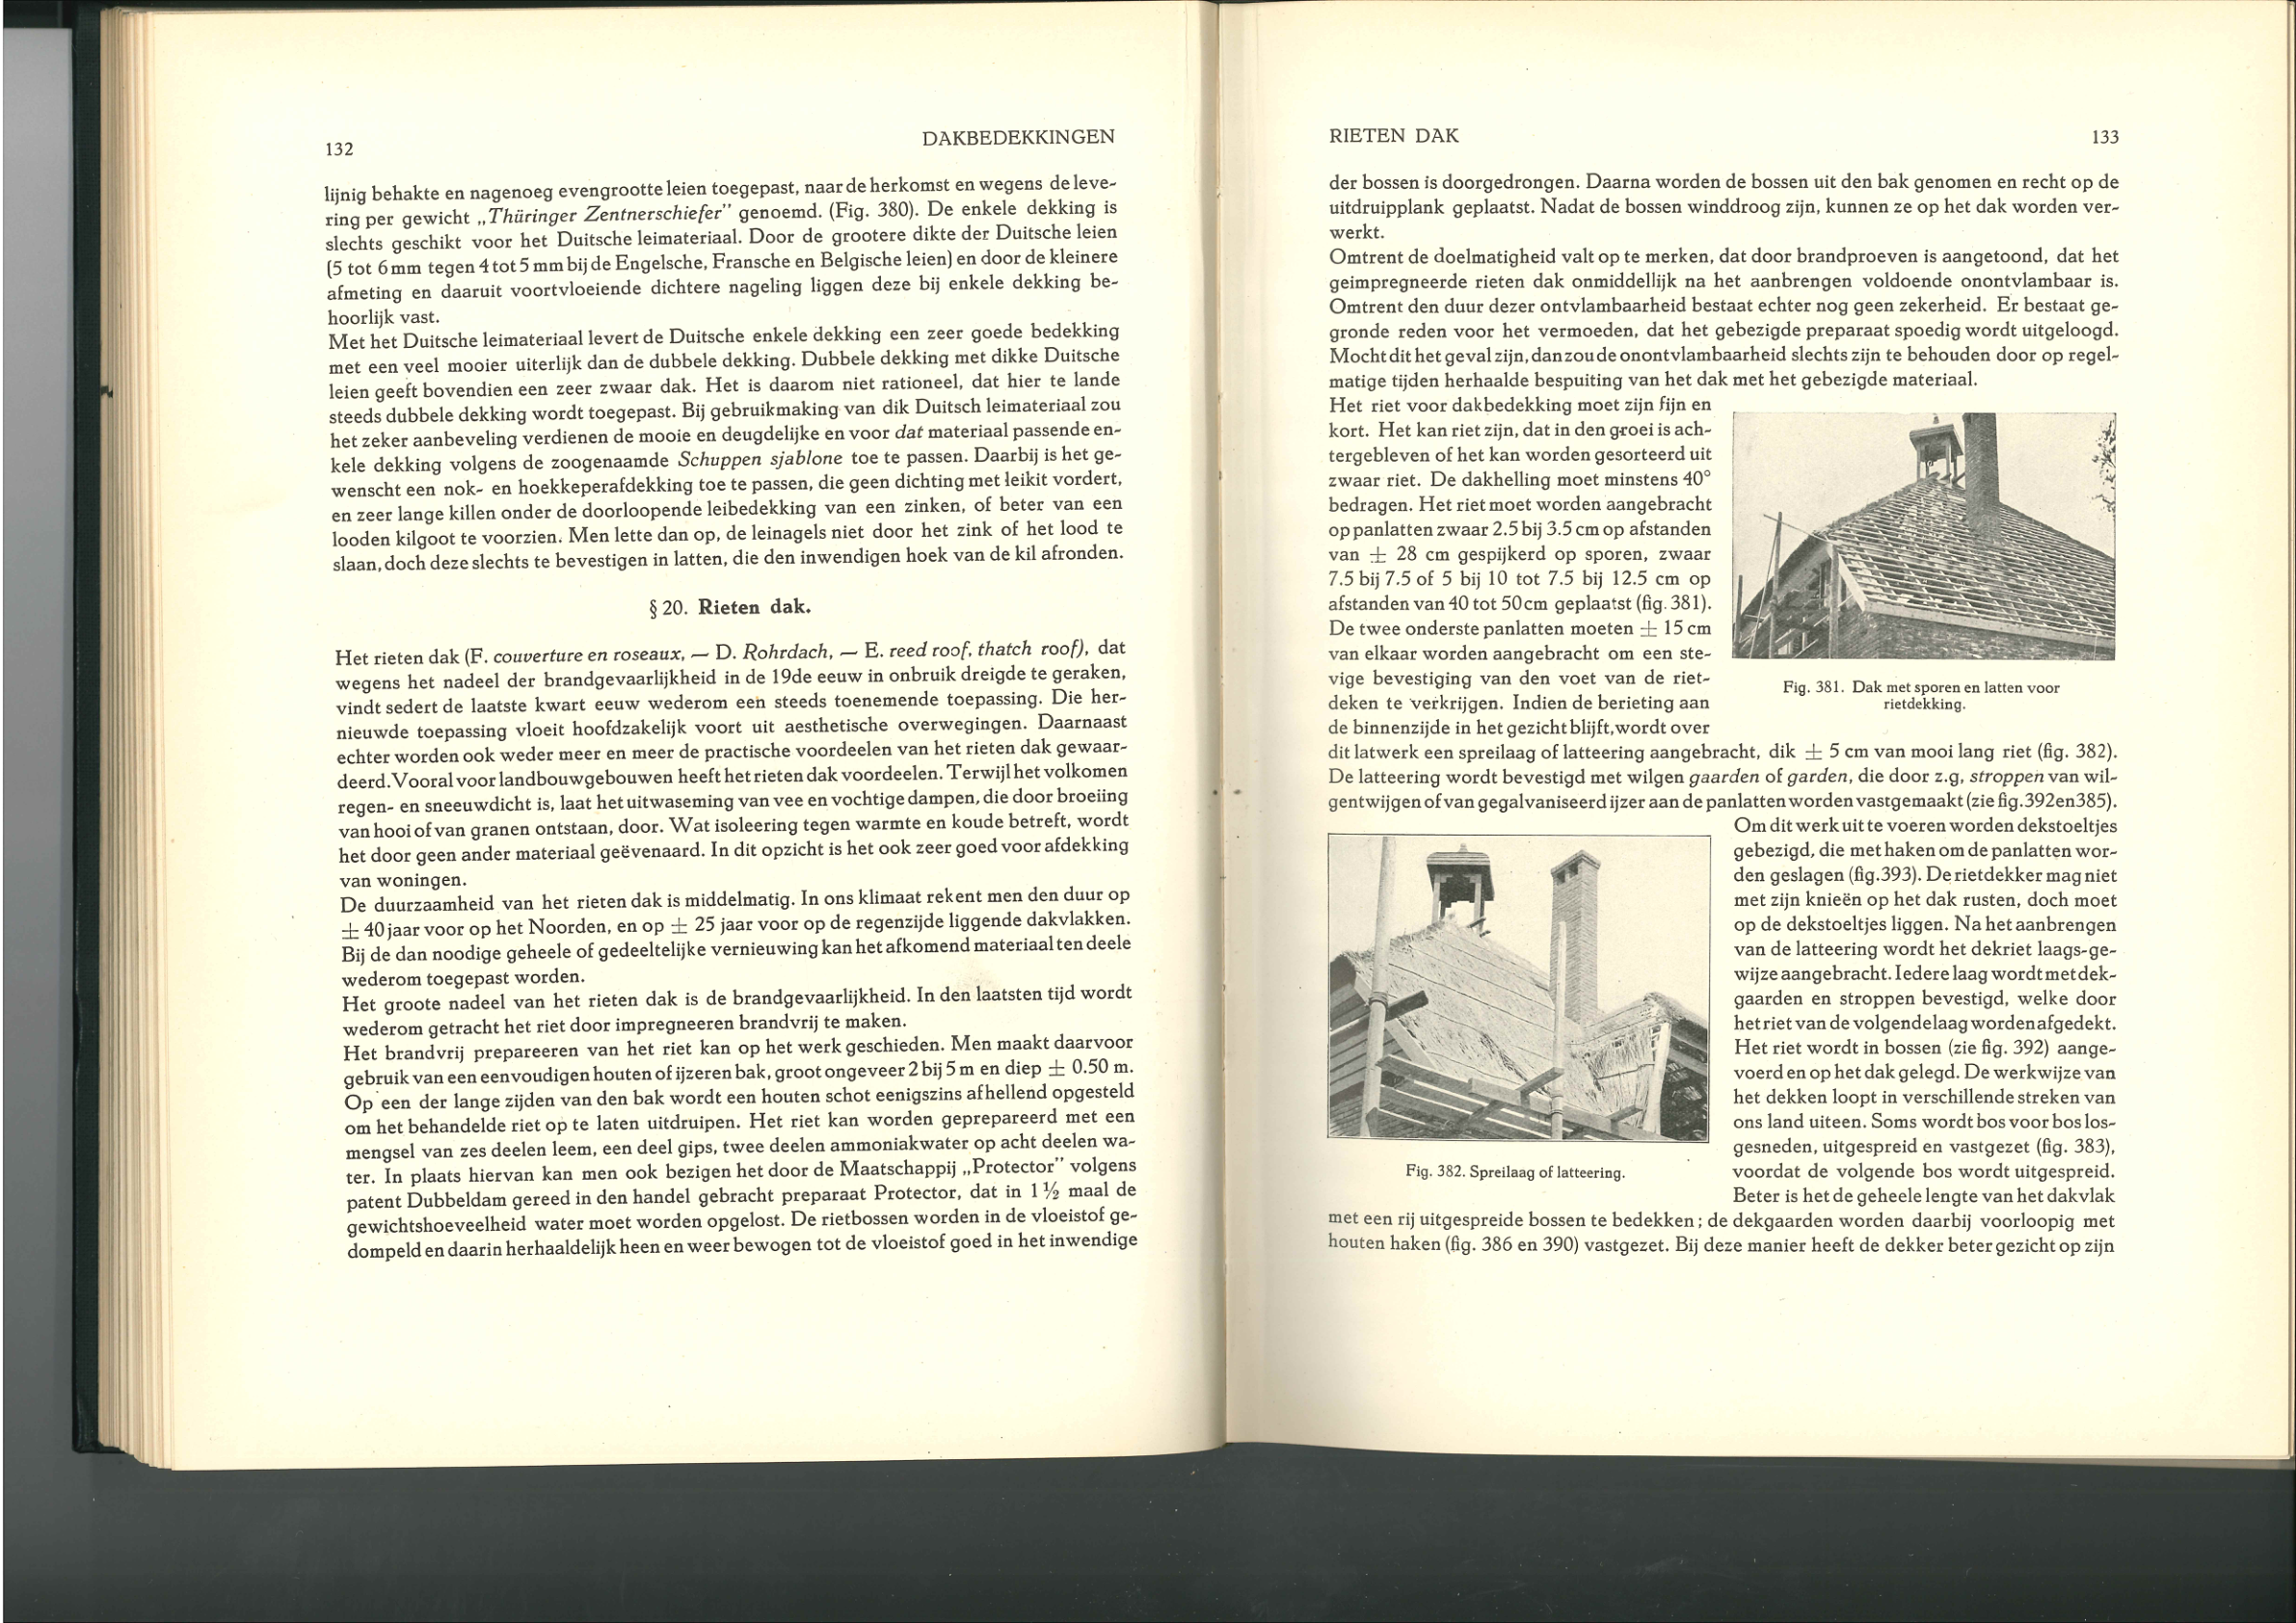 132
DAKBEDEKKINGEN
lijnig behakte en nagenoeg evengrootte leien toegepast, naar de herkomst en wegens de leve-
ring per gewicht „Thüringer Zentnerschiefer” genoemd. (Fig. 380). De enkele dekking is
slechts geschikt voor het Duitsche leimateriaal. Door de grootere dikte der Duitsche leien
(5 tot 6 mm tegen 4 tot 5 mm bij de Engelsche, Fransche en Belgische leien) en door de kleinere
afmeting en daaruit voortvloeiende dichtere nageling liggen deze bij enkele dekking be-
hoorlijk vast.
Met het Duitsche leimateriaal levert de Duitsche enkele dekking een zeer goede bedekking
met een veel mooier uiterlijk dan de dubbele dekking. Dubbele dekking met dikke Duitsche
leien geeft bovendien een zeer zwaar dak. Het is daarom niet rationeel, dat hier te lande
steeds dubbele dekking wordt toegepast. Bij gebruikmaking van dik Duitsch leimateriaal zou
het zeker aanbeveling verdienen de mooie en deugdelijke en voor dat materiaal passende en-
kele dekking volgens de zoogenaamde Schuppen sjablone toe te passen. Daarbij is het ge-
wenscht een nok- en hoekkeperafdekking toe te passen, die geen dichting met leikit vordert,
en zeer lange killen onder de doorloopende leibedekking van een zinken, of beter van een
looden kilgoot te voorzien. Men lette dan op, de leinagels niet door het zink of het lood te
slaan, doch deze slechts te bevestigen in latten, die den inwendigen hoek van de kil afronden.
§ 20. Rieten dak.
Het rieten dak (F. couverture en roseaux, — D. Rohrdach, — E. reed roof, thatch roof), dat
wegens het nadeel der brandgevaarlijkheid in de 19de eeuw in onbruik dreigde te geraken,
vindt sedert de laatste kwart eeuw wederom een steeds toenemende toepassing. Die her-
nieuwde toepassing vloeit hoofdzakelijk voort uit aesthetische overwegingen. Daarnaast
echter worden ook weder meer en meer de practische voordeelen van het rieten dak gewaar-
deerd. Vooral voor landbouwgebouwen heeft het rieten dak voordeelen. Terwijl het volkomen
regen- en sneeuwdicht is, laat het uitwaseming van vee en vochtige dampen, die door broeiing
van hooi of van granen ontstaan, door. Wat isoleering tegen warmte en koude betreft, wordt
het door geen ander materiaal geëvenaard. In dit opzicht is het ook zeer goed voor afdekking
van woningen.
De duurzaamheid van het rieten dak is middelmatig. In ons klimaat rekent men den duur op
± 40 jaar voor op het Noorden, en op ± 25 jaar voor op de regenzijde liggende dakvlakken.
Bij de dan noodige geheele of gedeeltelijke vernieuwing kan het afkomend materiaal ten deele
wederom toegepast worden.
Het groote nadeel van het rieten dak is de brandgevaarlijkheid. In den laatsten tijd wordt
wederom getracht het riet door impregneeren brandvrij te maken.
Het brandvrij prepareeren van het riet kan op het werk geschieden. Men maakt daarvoor
gebruik van een eenvoudigen houten of ijzeren bak, groot ongeveer 2 bij 5 m en diep ± 0.50 m.
Op een der lange zijden van den bak wordt een houten schot eenigszins afhellend opgesteld
om het behandelde riet op te laten uitdruipen. Het riet kan worden geprepareerd met een
mengsel van zes deelen leem, een deel gips, twee deelen ammoniakwater op acht deelen wa-
ter. In plaats hiervan kan men ook bezigen het door de Maatschappij „Protector” volgens
patent Dubbeldam gereed in den handel gebracht preparaat Protector, dat in 1½ maal de
gewichtshoeveelheid water moet worden opgelost. De rietbossen worden in de vloeistof ge-
dompeld en daarin herhaaldelijk heen en weer bewogen tot de vloeistof goed in het inwendige
RIETEN DAK
133
der bossen is doorgedrongen. Daarna worden de bossen uit den bak genomen en recht op de
uitdruipplank geplaatst. Nadat de bossen winddroog zijn, kunnen ze op het dak worden ver-
werkt.
Omtrent de doelmatigheid valt op te merken, dat door brandproeven is aangetoond, dat het
geimpregneerde rieten dak onmiddellijk na het aanbrengen voldoende onontvlambaar is.
Omtrent den duur dezer ontvlambaarheid bestaat echter nog geen zekerheid. Er bestaat ge-
gronde reden voor het vermoeden, dat het gebezigde preparaat spoedig wordt uitgeloogd.
Mocht dit het geval zijn, dan zou de onontvlambaarheid slechts zijn te behouden door op regel-
matige tijden herhaalde bespuiting van het dak met het gebezigde materiaal.
Het riet voor dakbedekking moet zijn fijn en
kort. Het kan riet zijn, dat in den groei is ach-
tergebleven of het kan worden gesorteerd uit
zwaar riet. De dakhelling moet minstens 40°
bedragen. Het riet moet worden aangebracht
op panlatten zwaar 2.5 bij 3.5 cm op afstanden
van ± 28 cm gespijkerd op sporen, zwaar
7.5 bij 7.5 of 5 bij 10 tot 7.5 bij 12.5 cm op
afstanden van 40 tot 50 cm geplaatst (fig. 381).
De twee onderste panlatten moeten ± 15 cm
van elkaar worden aangebracht om een ste-
vige bevestiging van den voet van de riet-
deken te verkrijgen. Indien de berieting aan
de binnenzijde in het gezicht blijft, wordt over
Fig. 381. Dak met sporen en latten voor
rietdekking.
dit latwerk een spreilaag of latteering aangebracht, dik ± 5 cm van mooi lang riet (fig. 382).
De latteering wordt bevestigd met wilgen gaarden of garden, die door z.g, stroppen van wil-
gentwijgen of van gegalvaniseerd ijzer aan de panlatten worden vastgemaakt (zie fig. 392 en 385).
Om dit werk uit te voeren worden dekstoeltjes
gebezigd, die met haken om de panlatten wor-
den geslagen (fig. 393). De rietdekker mag niet
met zijn knieën op het dak rusten, doch moet
op de dekstoeltjes liggen. Na het aanbrengen
van de latteering wordt het dekriet laags-ge-
wijze aangebracht. Iedere laag wordt met dek-
gaarden en stroppen bevestigd, welke door
het riet van de volgende laag worden afgedekt.
Het riet wordt in bossen (zie fig. 392) aange-
voerd en op het dak gelegd. De werkwijze van
het dekken loopt in verschillende streken van
ons land uiteen. Soms wordt bos voor bos los-
gesneden, uitgespreid en vastgezet (fig. 383),
voordat de volgende bos wordt uitgespreid.
Beter is het de geheele lengte van het dakvlak
Fig. 382. Spreilaag of latteering.
met een rij uitgespreide bossen te bedekken; de dekgaarden worden daarbij voorloopig met
houten haken (fig. 386 en 390) vastgezet. Bij deze manier heeft de dekker beter gezicht op zijn